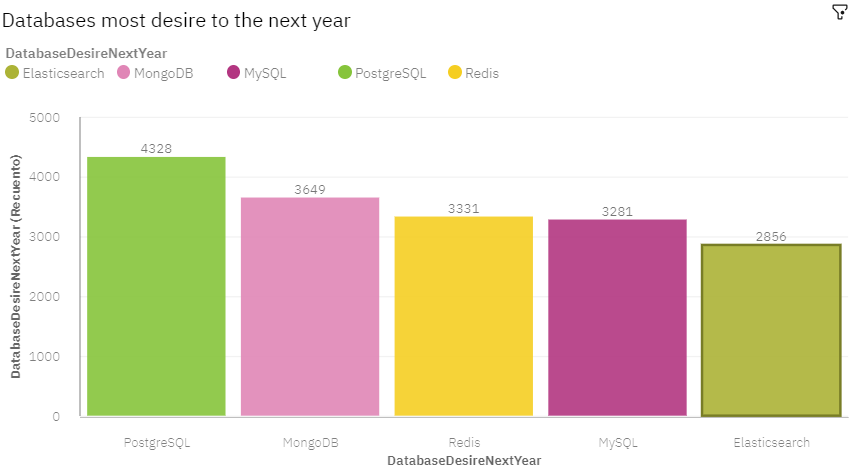 Databases most desire to the next year
DatabaseDesireNextYear
Elasticsearch MongoDB MySQL PostgreSQL Redis
DatabaseDesireNextYear (Recuento)
5000
4000
3000
2000
1000
0
4328
3649
3331
3281
2856
PostgreSQL MongoDB Redis MySQL Elasticsearch
DatabaseDesireNextYear